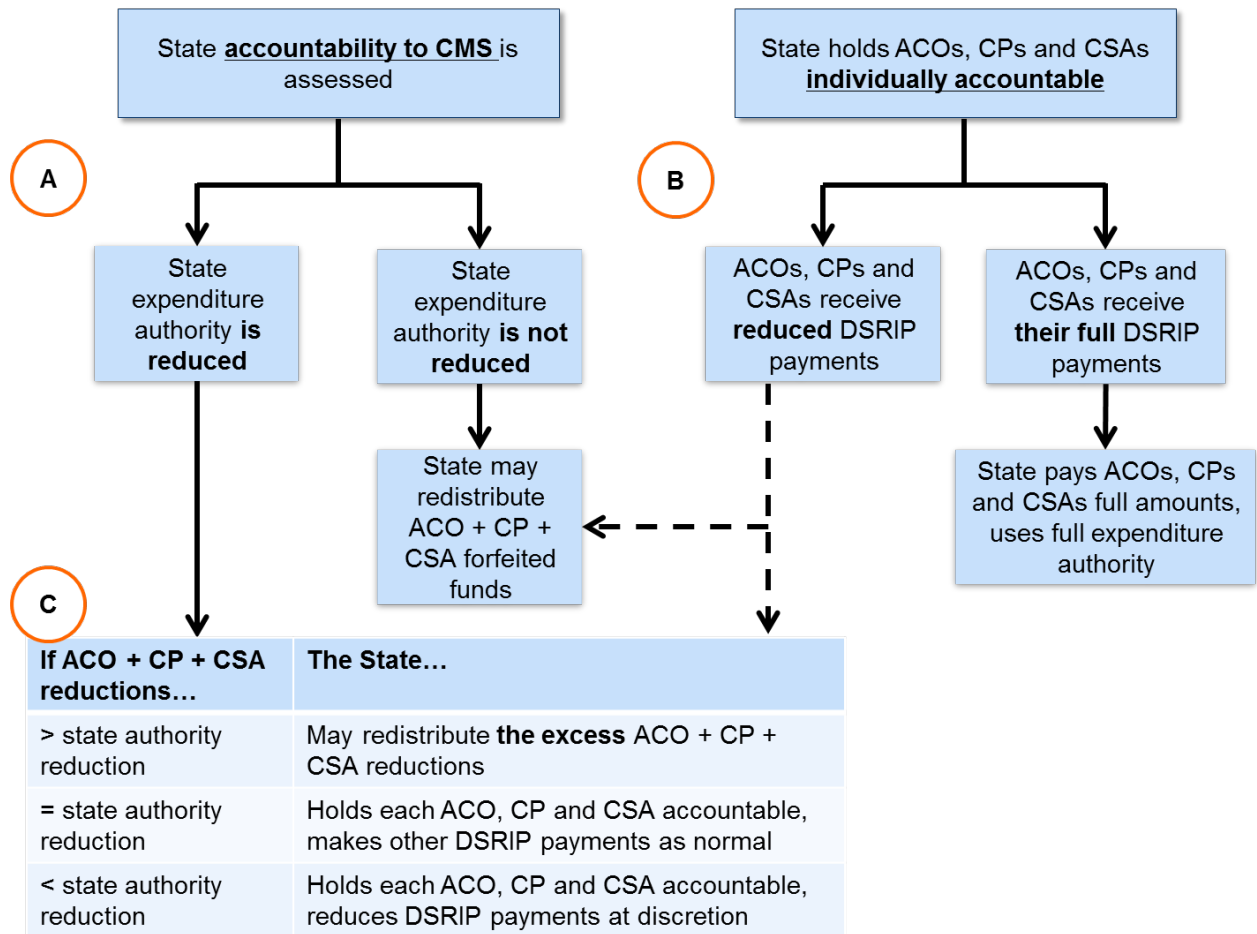 State accountability to CMS is
assessed
State holds ACOs, CPs and CSAs
individually accountable
A
B
State
expenditure
authority is
reduced
State
expenditure
authority is not
reduced
ACOs, CPs and
CSAs receive
reduced DSRIP
payments
ACOs, CPs and
CSAs receive
their full DSRIP
payments
State may
redistribute
ACO + CP +
CSA forfeited
funds
State pays ACOs, CPs
and CSAs full amounts,
uses full expenditure
authority
C
If ACO + CP + CSA
reductions…
The State…
> state authority
reduction
May redistribute the excess ACO + CP +
CSA reductions
= state authority
reduction
Holds each ACO, CP and CSA accountable,
makes other DSRIP payments as normal
< state authority
reduction
Holds each ACO, CP and CSA accountable,
reduces DSRIP payments at discretion